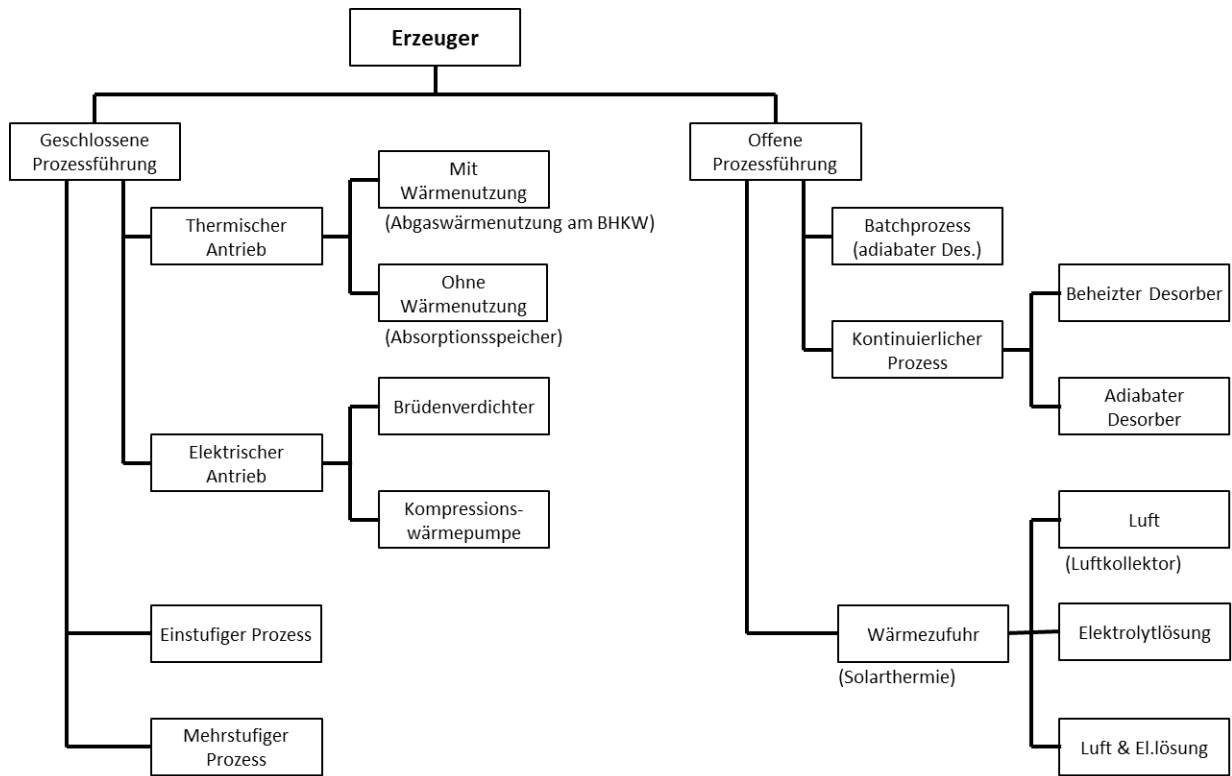 Erzeuger
Geschlossene
Prozessführung
Thermischer
Antrieb
Mit
Wärmenutzung
(Abgaswärmenutzung am BHKW)
Ohne
Wärmenutzung
(Absorptionsspeicher)
Elektrischer
Antrieb
Brüdenverdichter
Kompressions-
wärmepumpe
Einstufiger Prozess
Mehrstufiger
Prozess
Offene
Prozessführung
Batchprozess
(adiabater Des.)
Kontinuierlicher
Prozess
Beheizter Desorber
Adiabater
Desorber
Wärmezufuhr
(Solarthermie)
Luft
(Luftkollektor)
Elektrolytlösung
Luft & El.lösung